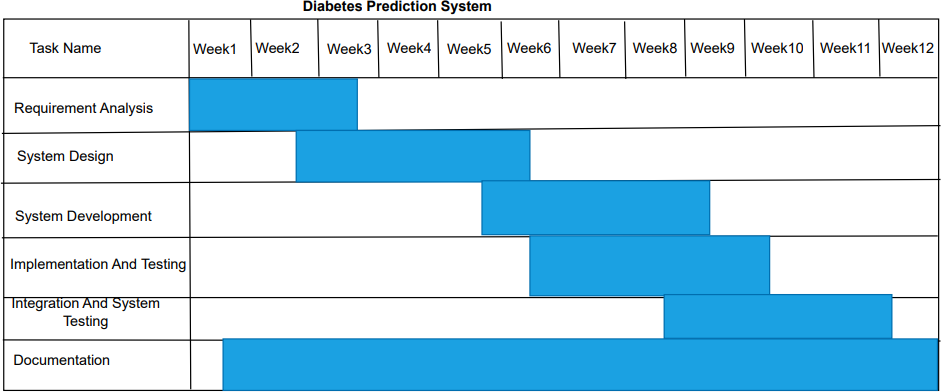 Diabetes Prediction System
Task Name Week1 Week2 Week3 Week4 Week5 Week6 Week7 Week8 Week9 Week10 Week11 Week12
Requirement Analysis
System Design
System Development
Implementation And Testing
Integration And System
Testing
Documentation